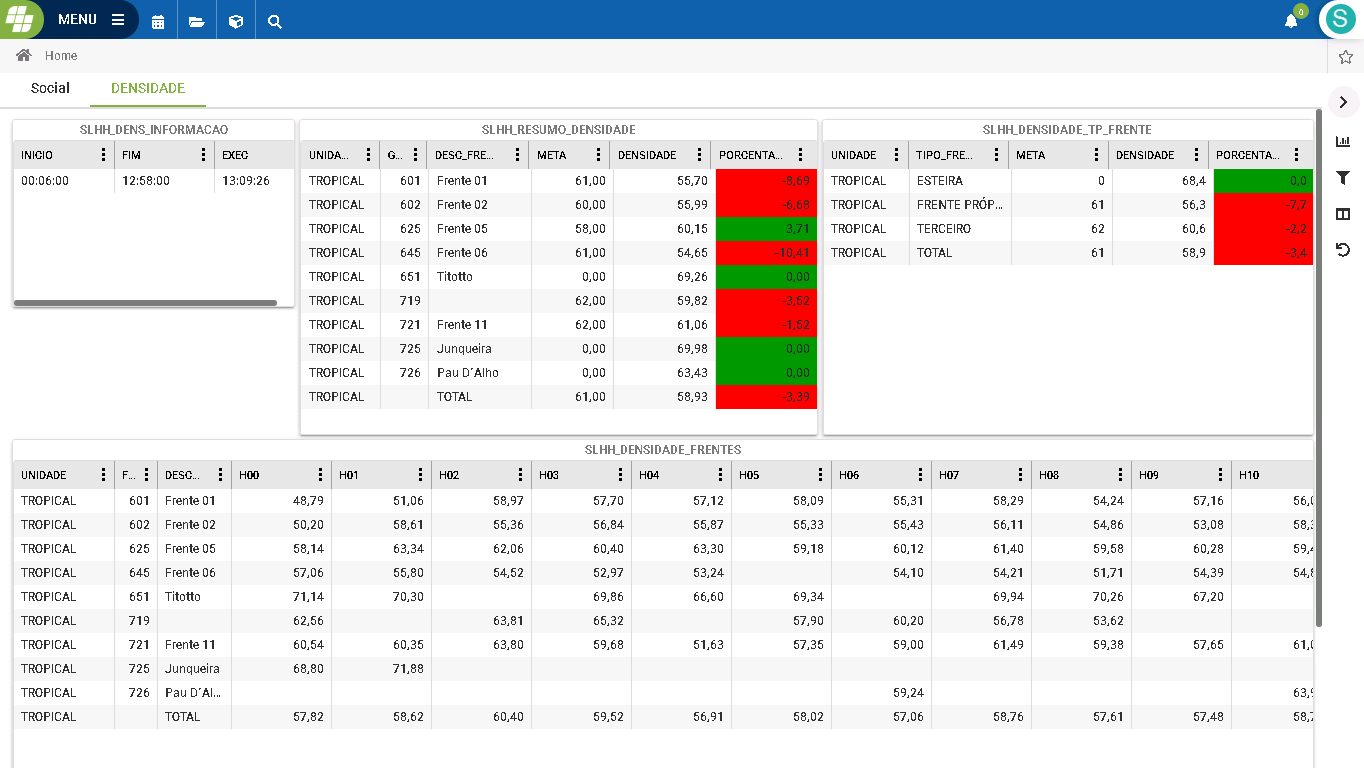 MENU
0
S
Home
Social DENSIDADE
SLHH_DENS_INFORMACAO
INICIO FIM EXEC
00:06:00 12:58:00 13:09:26
SLHH_RESUMO_DENSIDADE
UNIDA... G... DESC_FRE... META DENSIDADE PORCENTA...
TROPICAL 601 Frente 01 61,00 55,70 -8,69
TROPICAL 602 Frente 02 60,00 55,99 -6,68
TROPICAL 625 Frente 05 58,00 60,15 3,71
TROPICAL 645 Frente 06 61,00 54,65 -10,41
TROPICAL 651 Titotto 0,00 69,26 0,00
TROPICAL 719 62,00 59,82 -3,52
TROPICAL 721 Frente 11 62,00 61,06 -1,52
TROPICAL 725 Junqueira 0,00 69,98 0,00
TROPICAL 726 Pau D´Alho 0,00 63,43 0,00
TROPICAL TOTAL 61,00 58,93 -3,39
SLHH_DENSIDADE_TP_FRENTE
UNIDADE TIPO_FRE... META DENSIDADE PORCENTA...
TROPICAL ESTEIRA 0 68,4 0,0
TROPICAL FRENTE PRÓP... 61 56,3 -7,7
TROPICAL TERCEIRO 62 60,6 -2,2
TROPICAL TOTAL 61 58,9 -3,4
SLHH_DENSIDADE_FRENTES
UNIDADE F... DESC... H00 H01 H02 H03 H04 H05 H06 H07 H08 H09 H10
TROPICAL 601 Frente 01 48,79 51,06 58,97 57,70 57,12 58,09 55,31 58,29 54,24 57,16
TROPICAL 602 Frente 02 50,20 58,61 55,36 56,84 55,87 55,33 55,43 56,11 54,86 53,08
TROPICAL 625 Frente 05 58,14 63,34 62,06 60,40 63,30 59,18 60,12 61,40 59,58 60,28
TROPICAL 645 Frente 06 57,06 55,80 54,52 52,97 53,24 54,10 54,21 51,71 54,39
TROPICAL 651 Titotto 71,14 70,30 69,86 66,60 69,34 69,94 70,26 67,20
TROPICAL 719 62,56 63,81 65,32 57,90 60,20 56,78 53,62
TROPICAL 721 Frente 11 60,54 60,35 63,80 59,68 51,63 57,35 59,00 61,49 59,38 57,65
TROPICAL 725 Junqueira 68,80 71,88
TROPICAL 726 Pau D´Al... 59,24
TROPICAL TOTAL 57,82 58,62 60,40 59,52 56,91 58,02 57,06 58,76 57,61 57,48